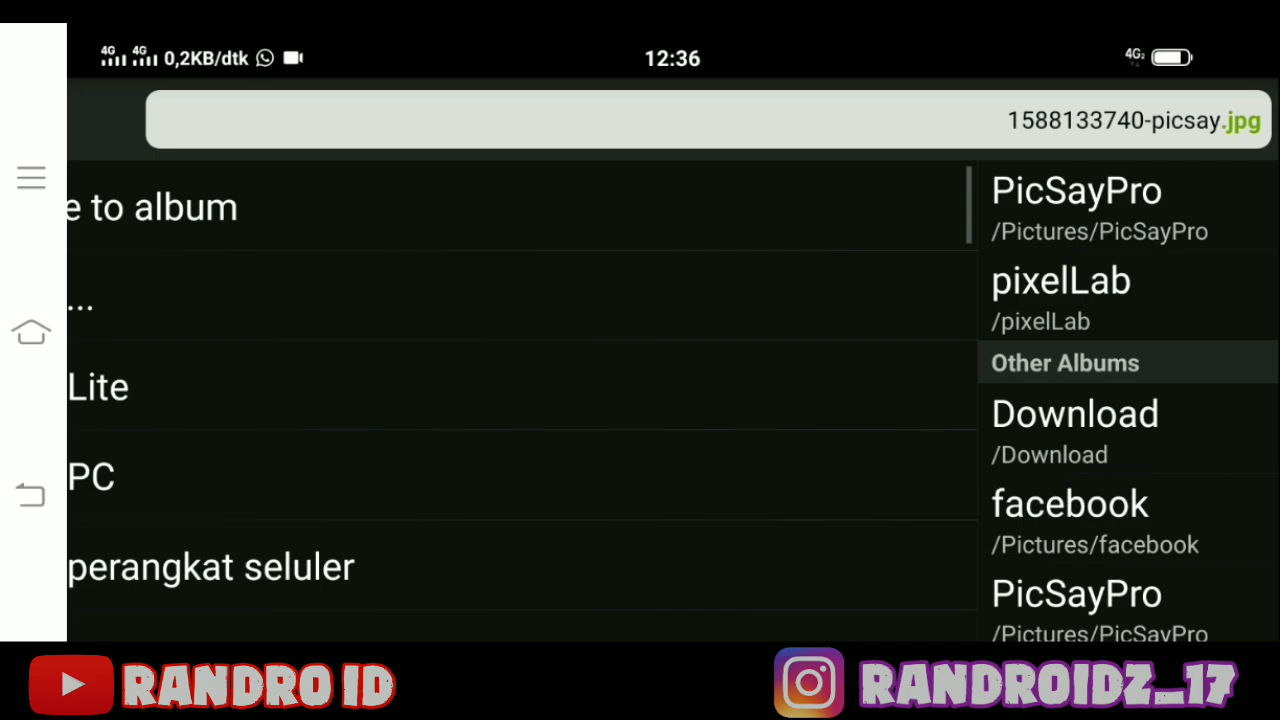 4G 4G 0,2KB/dtk
12:36
4G2
1588133740-picsay.jpg
e to album
...
Lite
PC
perangkat seluler
PicSayPro
/Pictures/PicSayPro
pixelLab
/pixelLab
Other Albums
Download
/Download
facebook
/Pictures/facebook
PicSayPro
/Pictures/PicSayPro
RANDRO ID
RANDROIDZ_17